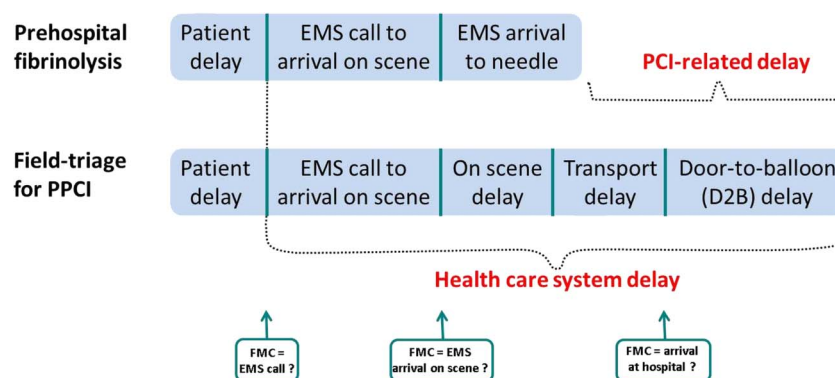 Prehospital
fibrinolysis
Patient
delay
EMS call to
arrival on scene
EMS arrival
to needle
PCI-related delay
Field-triage
for PPCI
Patient
delay
EMS call to
arrival on scene
On scene
delay
Transport
delay
Door-to-balloon
(D2B) delay
Health care system delay
FMC =
EMS call ?
FMC = EMS
arrival on scene ?
FMC = arrival
at hospital ?